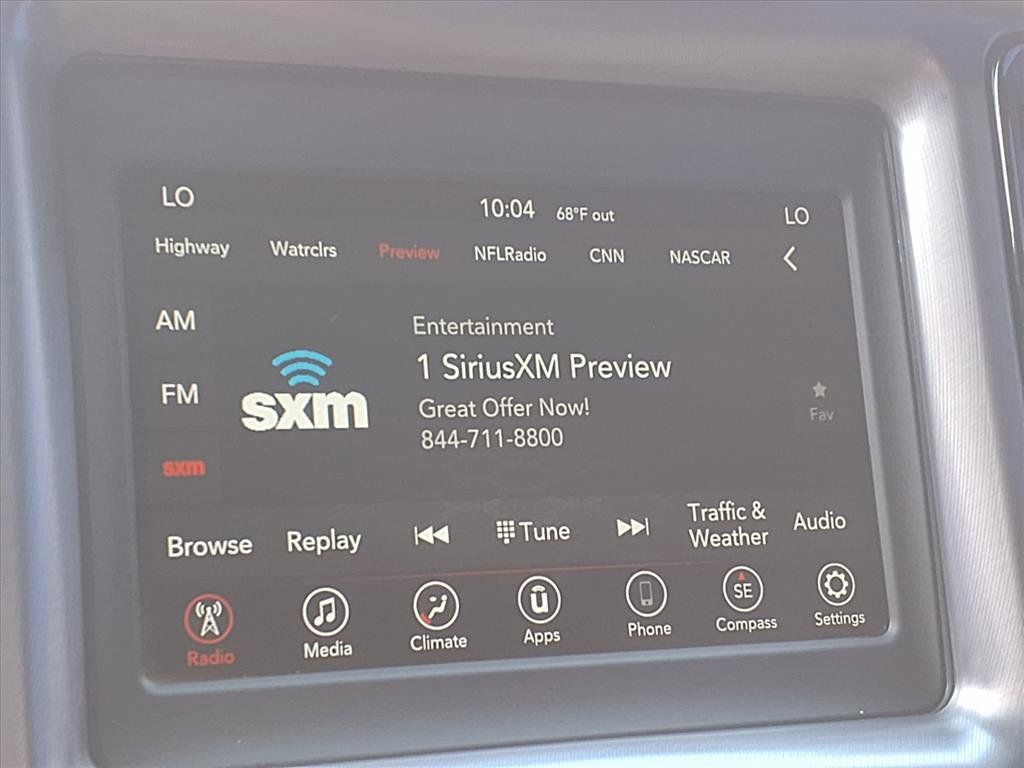 LO 10:04 68°F out LO
Highway Watrclrs Preview NFLRadio CNN NASCAR
AM
FM
sxm
sxm
Entertainment
1 SiriusXM Preview
Great Offer Now!
844-711-8800
Fav
Browse Replay Tune Traffic & Weather Audio
SE
Radio Media Climate Apps Phone Compass Settings